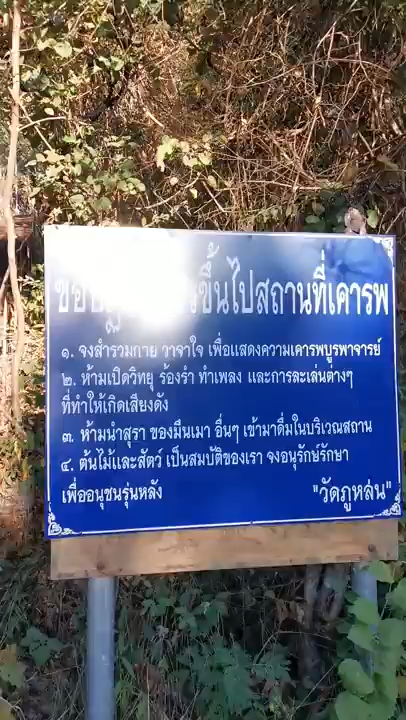 ขึ้นไปสถานที่เคารพ
๑. จงสำรวมกาย วาจาใจ เพื่อแสดงความเคารพบูรพาจารย์
๒. ห้ามเปิดวิทยุ ร้องรำ ทำเพลง และการละเล่นต่างๆ
ที่ทำให้เกิดเสียงดัง
๓. ห้ามนำสุรา ของมึนเมา อื่นๆ เข้ามาดื่มในบริเวณสถาน
๔. ต้นไม้และสัตว์ เป็นสมบัติของเรา จงอนุรักษ์รักษา
เพื่ออนุชนรุ่นหลัง
"วัดภูหล่น"